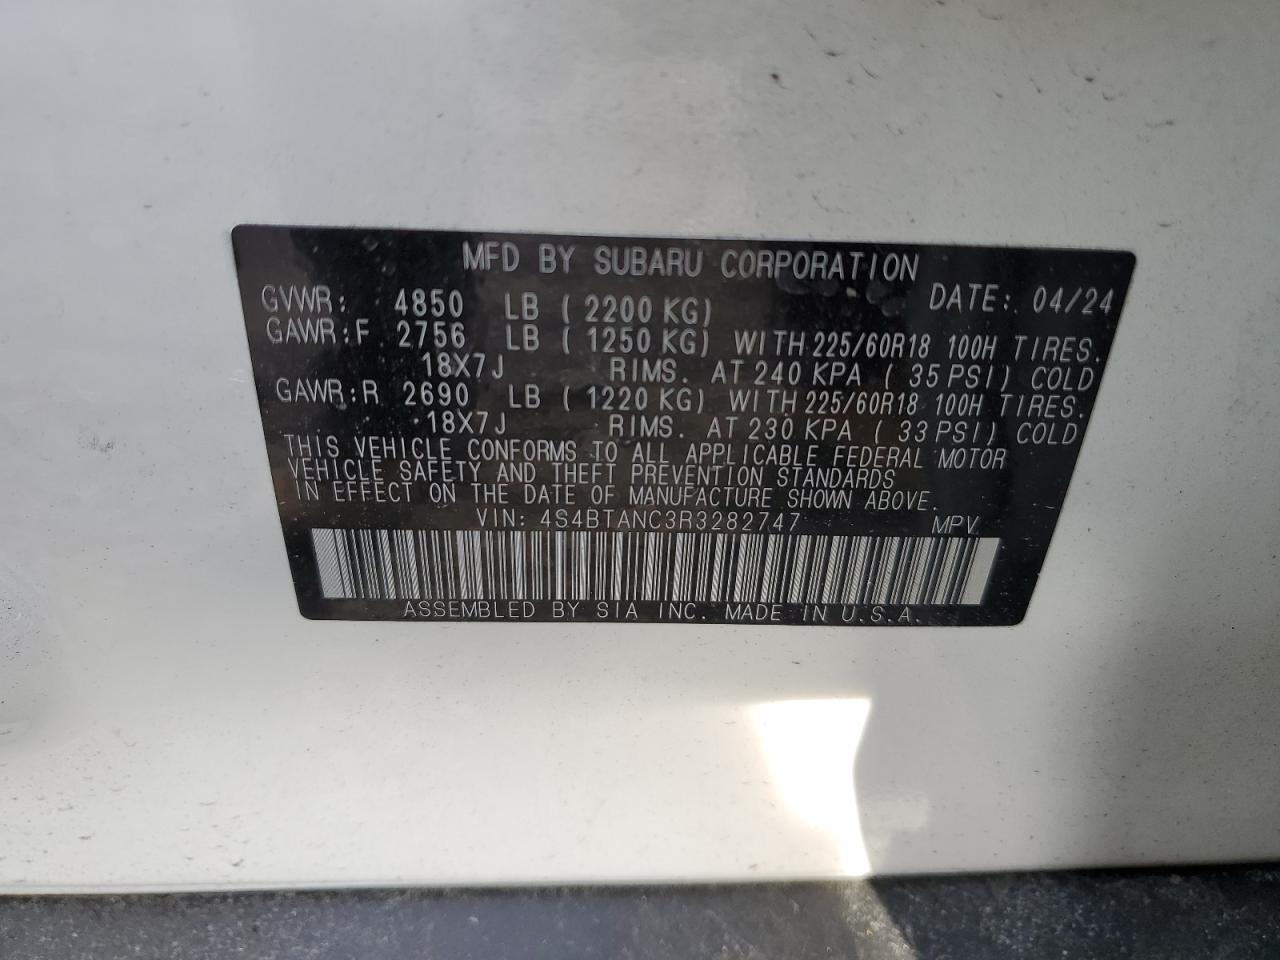 MFD BY SUBARU CORPORATION
GVWR: 4850 LB ( 2200 KG) DATE: 04/24
GAWR:F 2756 LB ( 1250 KG) WITH 225/60R18 100H TIRES.
18X7J RIMS. AT 240 KPA ( 35 PSI) COLD
GAWR:R 2690 LB ( 1220 KG) WITH 225/60R18 100H TIRES.
18X7J RIMS. AT 230 KPA ( 33 PSI) COLD
THIS VEHICLE CONFORMS TO ALL APPLICABLE FEDERAL MOTOR
VEHICLE SAFETY AND THEFT PREVENTION STANDARDS
IN EFFECT ON THE DATE OF MANUFACTURE SHOWN ABOVE.
VIN: 4S4BTANC3R3282747 MPV
ASSEMBLED BY SIA INC. MADE IN U.S.A.